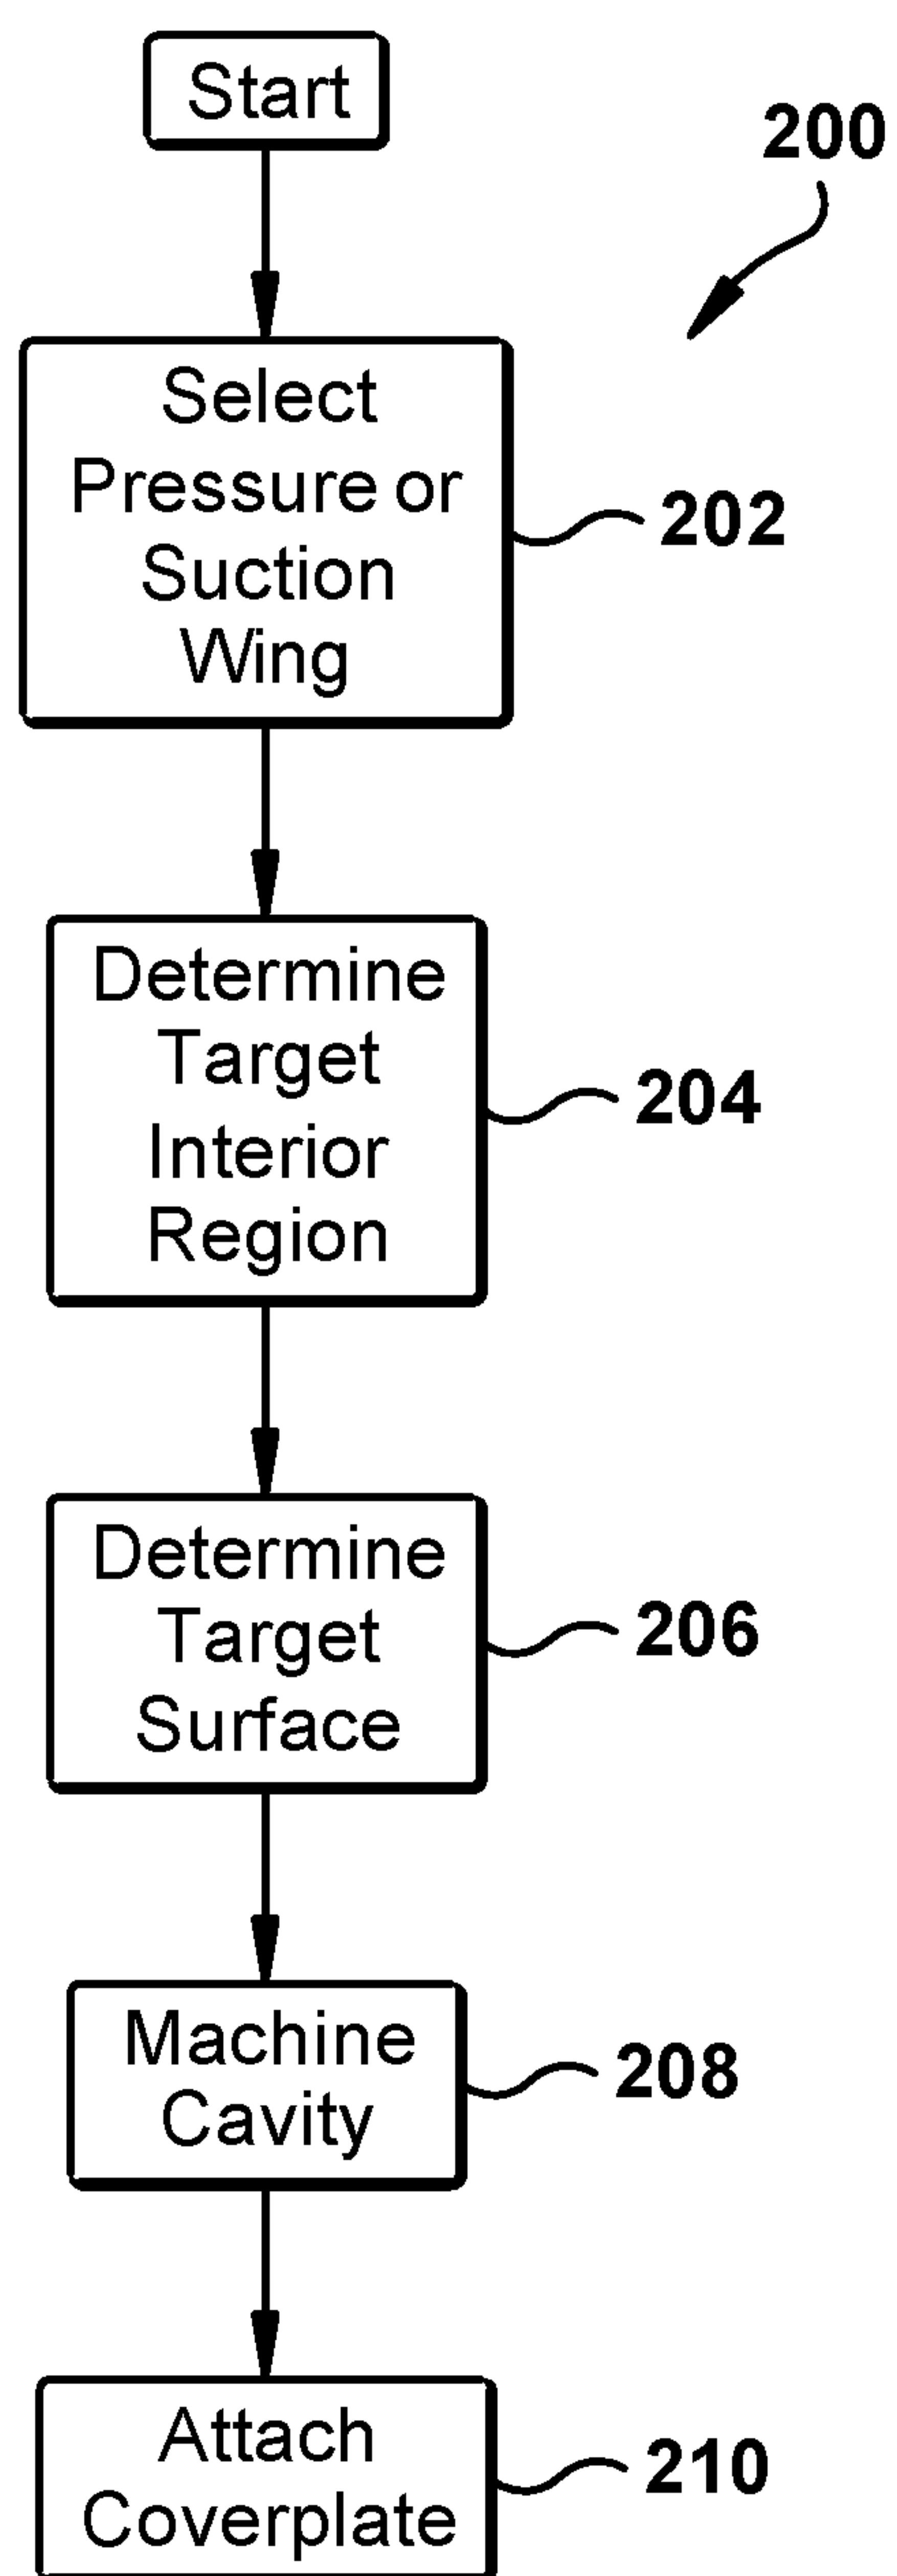 Start
200
Select
Pressure or
Suction
Wing
202
Determine
Target
Interior
Region
204
Determine
Target
Surface
206
Machine
Cavity
208
Attach
Coverplate
210